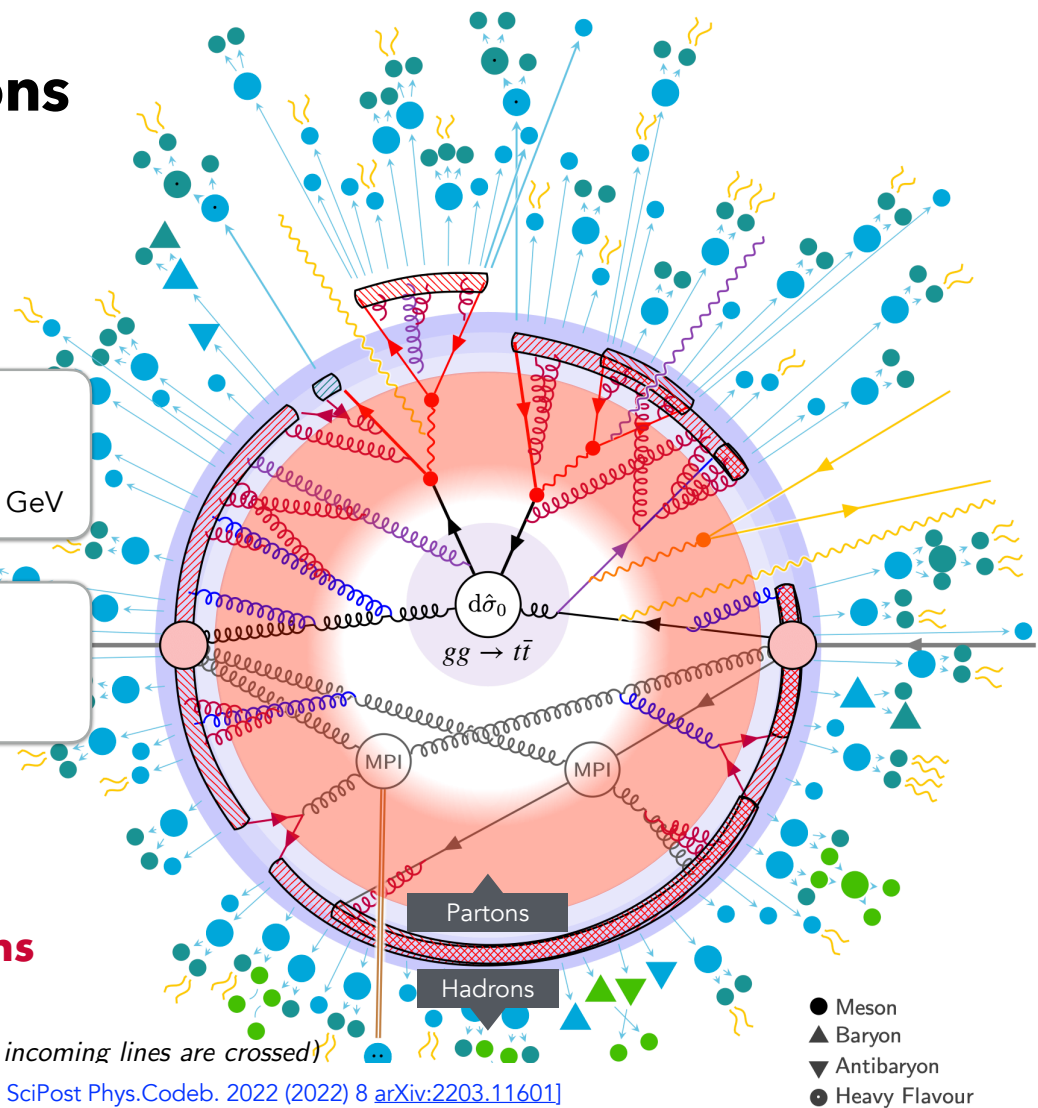 ons
GeV
dσ̂₀
gg → tt̄
MPI
MPI
Partons
ns
Hadrons
Meson
Baryon
incoming lines are crossed)
Antibaryon
SciPost Phys.Codeb. 2022 (2022) 8 arXiv:2203.11601]
Heavy Flavour